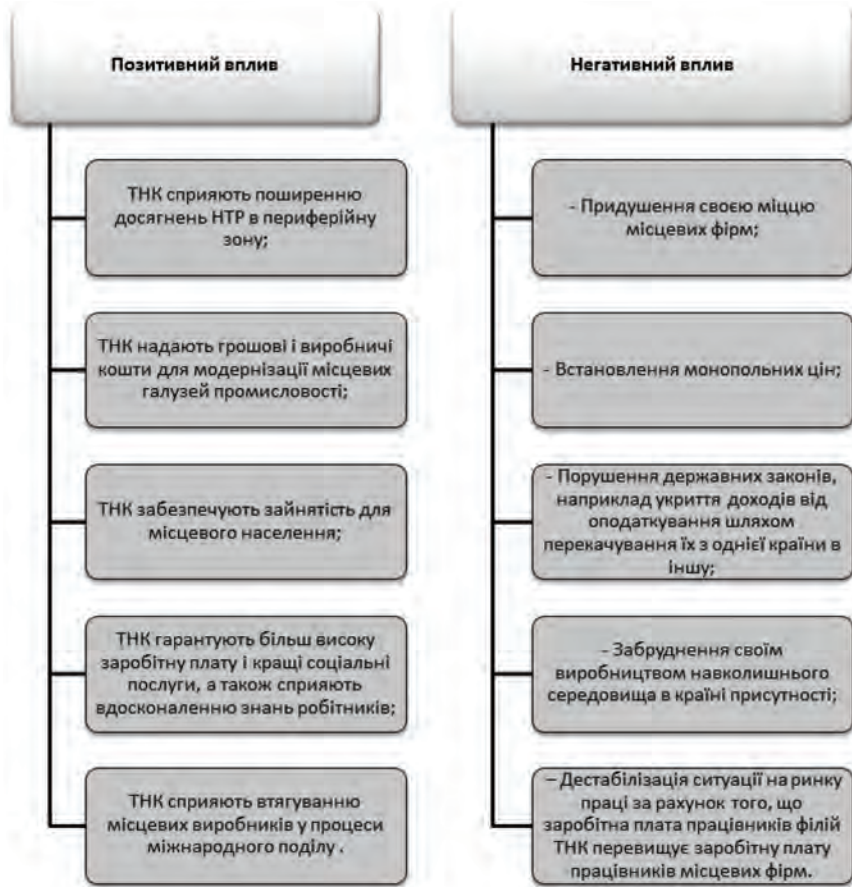 Позитивний вплив
ТНК сприяють поширенню
досягнень НТР в периферійну
зону;
ТНК надають грошові і виробничі
кошти для модернізації місцевих
галузей промисловості;
ТНК забезпечують зайнятість для
місцевого населення;
ТНК гарантують більш високу
заробітну плату і кращі соціальні
послуги, а також сприяють
вдосконаленню знань робітників;
ТНК сприяють втягуванню
місцевих виробників у процеси
міжнародного поділу .
Негативний вплив
- Придушення своєю міццю
місцевих фірм;
- Встановлення монопольних цін;
- Порушення державних законів,
наприклад укриття доходів від
оподаткування шляхом
перекачування їх з однієї країни в
іншу;
- Забруднення своїм
виробництвом навколишнього
середовища в країні присутності;
– Дестабілізація ситуації на ринку
праці за рахунок того, що
заробітна плата працівників філій
ТНК перевищує заробітну плату
працівників місцевих фірм.